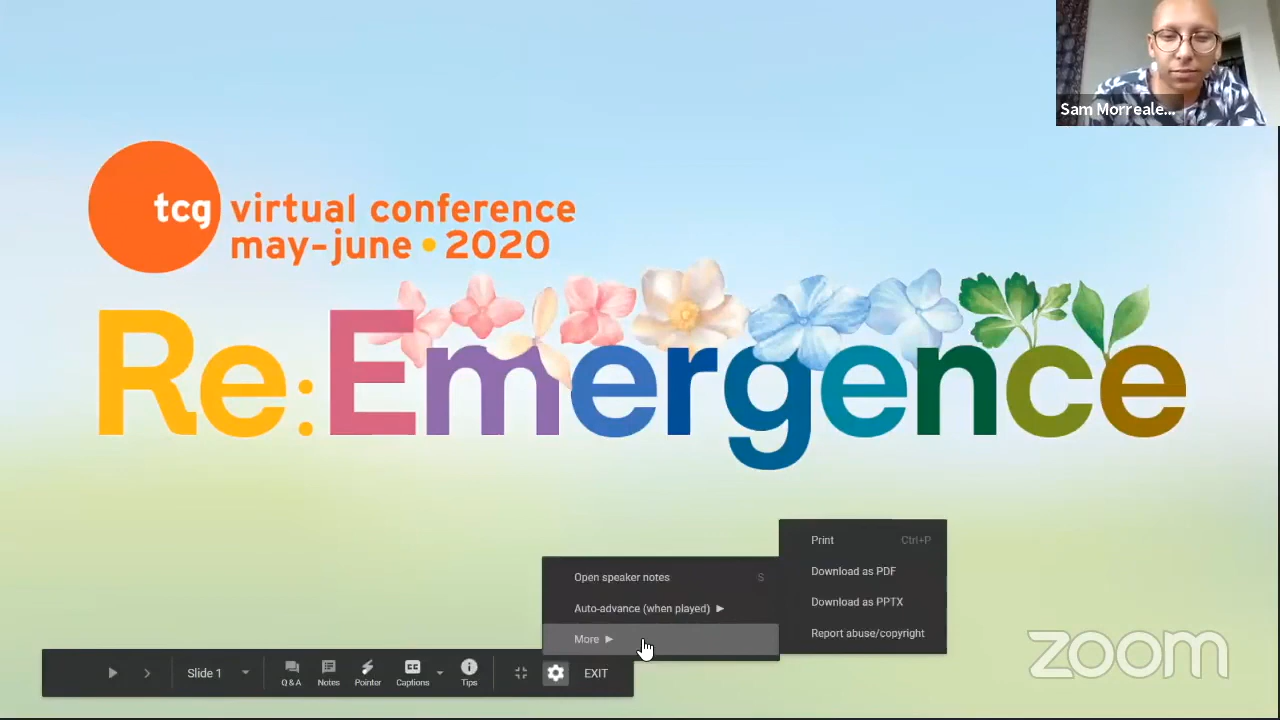 Sam Morreale...
tcg virtual conference
may-june • 2020
Re:Emergence
Print Ctrl+P
Download as PDF
Download as PPTX
Report abuse/copyright
Open speaker notes S
Auto-advance (when played) ▶
More ▶
Slide 1
Q & A
Notes
Pointer
CC
Captions
Tips
EXIT
zoom